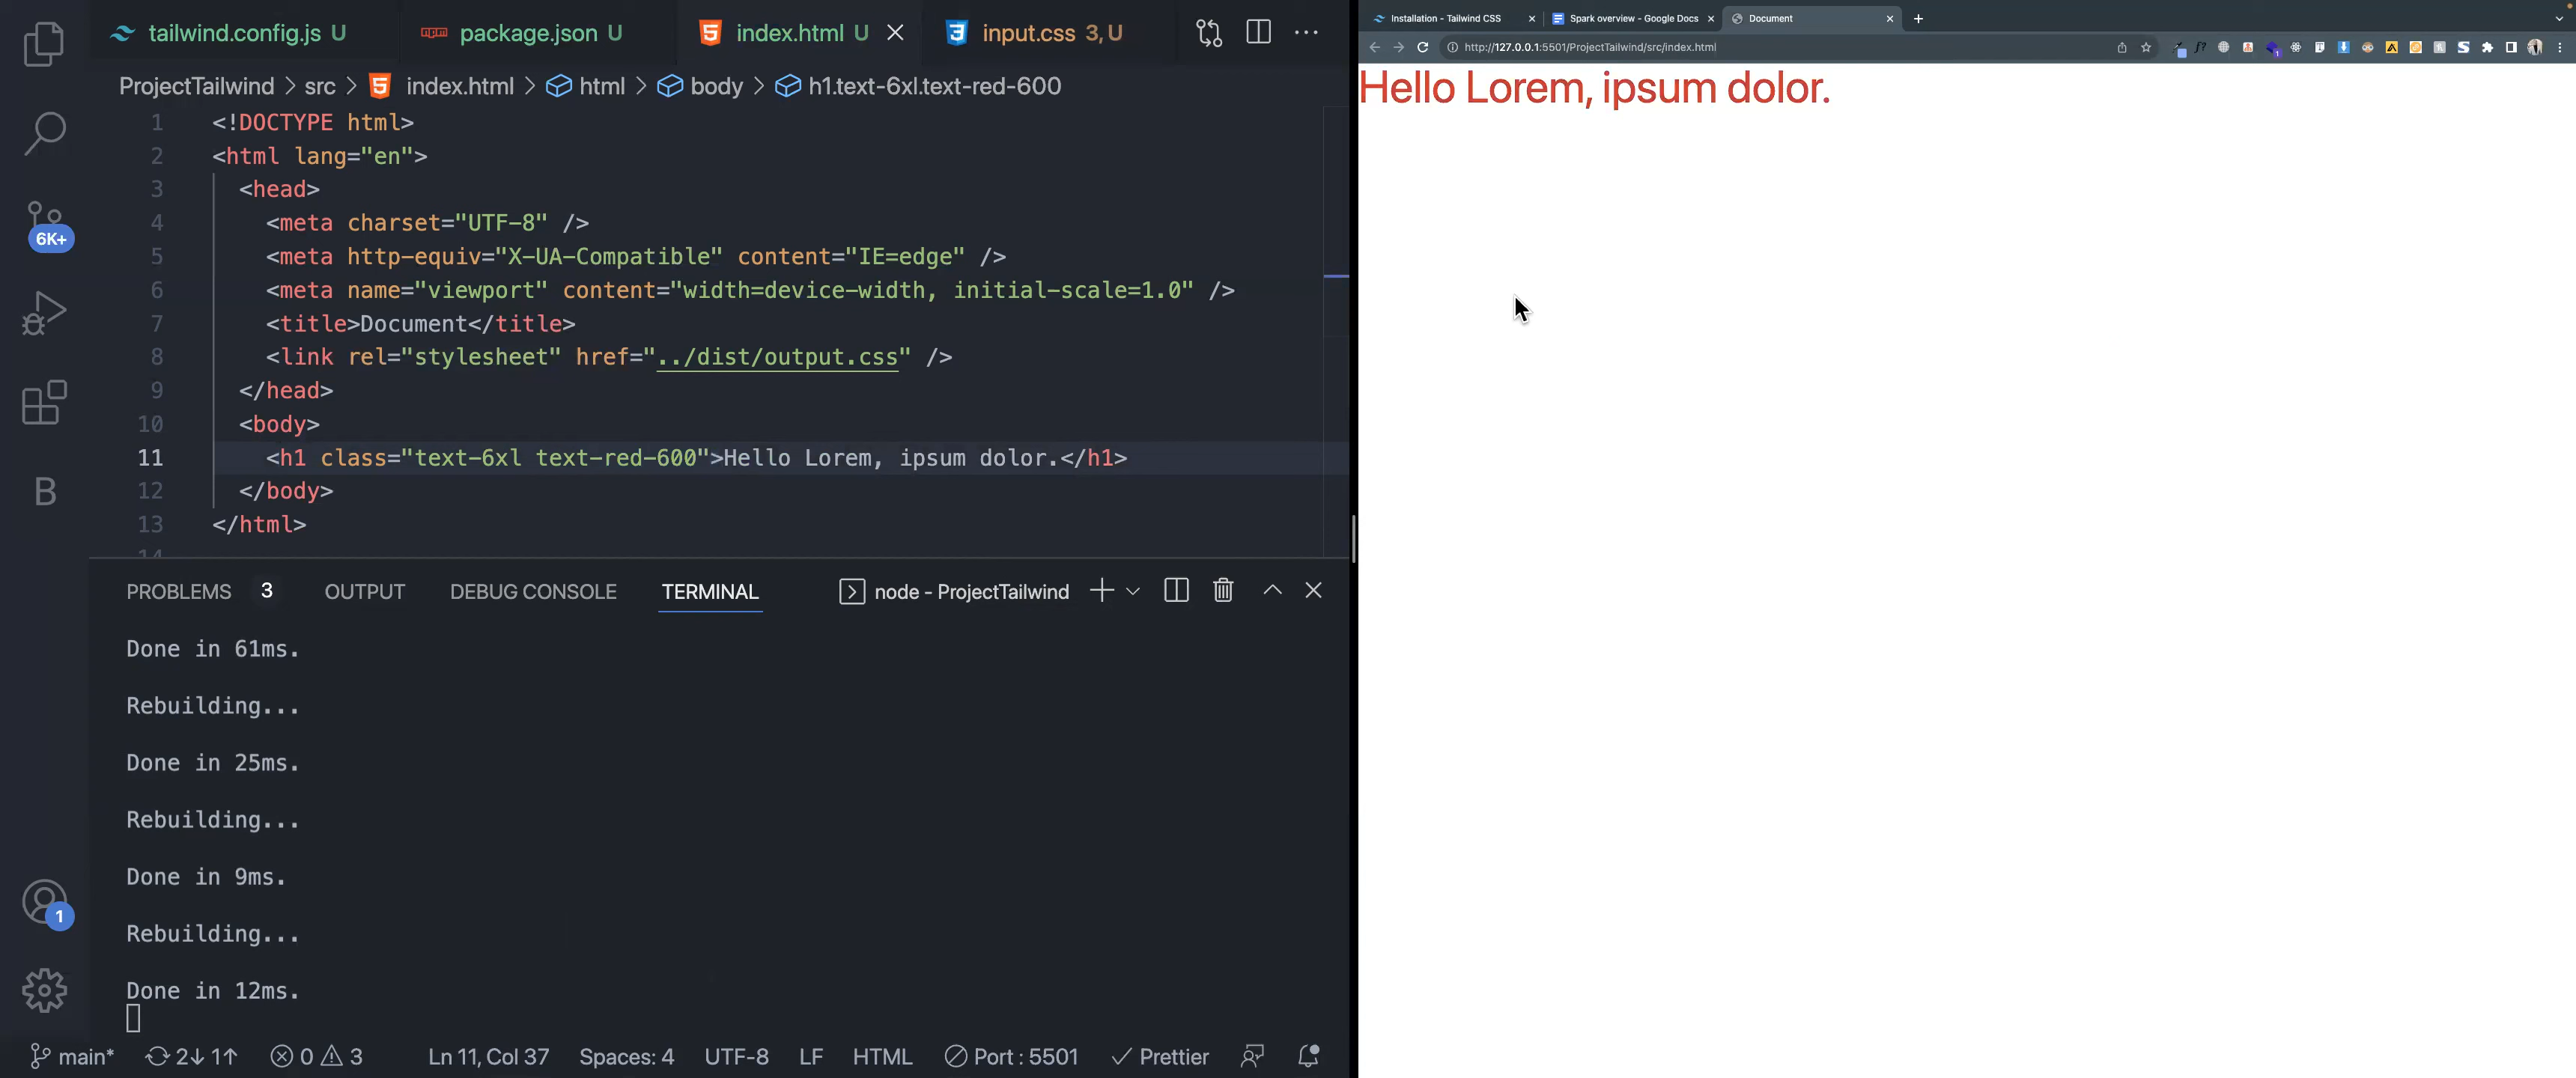 tailwind.config.js U
package.json U
index.html U
input.css 3, U
ProjectTailwind > src > index.html > html > body > h1.text-6xl.text-red-600
1 <!DOCTYPE html>
2 <html lang="en">
3 <head>
4 <meta charset="UTF-8" />
5 <meta http-equiv="X-UA-Compatible" content="IE=edge" />
6 <meta name="viewport" content="width=device-width, initial-scale=1.0" />
7 <title>Document</title>
8 <link rel="stylesheet" href="../dist/output.css" />
9 </head>
10 <body>
11 <h1 class="text-6xl text-red-600">Hello Lorem, ipsum dolor.</h1>
12 </body>
13 </html>
14
6K+
B
1
PROBLEMS 3 OUTPUT DEBUG CONSOLE TERMINAL node - ProjectTailwind
Done in 61ms.
Rebuilding...
Done in 25ms.
Rebuilding...
Done in 9ms.
Rebuilding...
Done in 12ms.
main* 2↓ 1↑ 0 3 Ln 11, Col 37 Spaces: 4 UTF-8 LF HTML Port : 5501 Prettier
Installation - Tailwind CSS
Spark overview - Google Docs
Document
http://127.0.0.1:5501/ProjectTailwind/src/index.html
Hello Lorem, ipsum dolor.